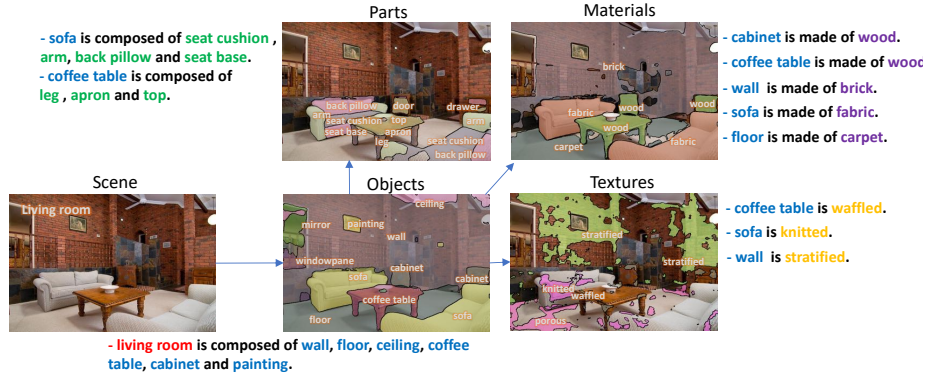 Parts
Materials
- sofa is composed of seat cushion ,
arm, back pillow and seat base.
- coffee table is composed of
leg , apron and top.
back pillow
door
drawer
arm
seat cushion
top
arm
seat base
apron
leg
seat cushion
back pillow
brick
fabric
wood
wood
wood
carpet
fabric
- cabinet is made of wood.
- coffee table is made of wood
- wall is made of brick.
- sofa is made of fabric.
- floor is made of carpet.
Scene
Objects
Textures
Living room
ceiling
mirror
painting
wall
windowpane
cabinet
sofa
cabinet
coffee table
floor
sofa
stratified
stratified
knitted
waffled
porous
- coffee table is waffled.
- sofa is knitted.
- wall is stratified.
- living room is composed of wall, floor, ceiling, coffee
table, cabinet and painting.